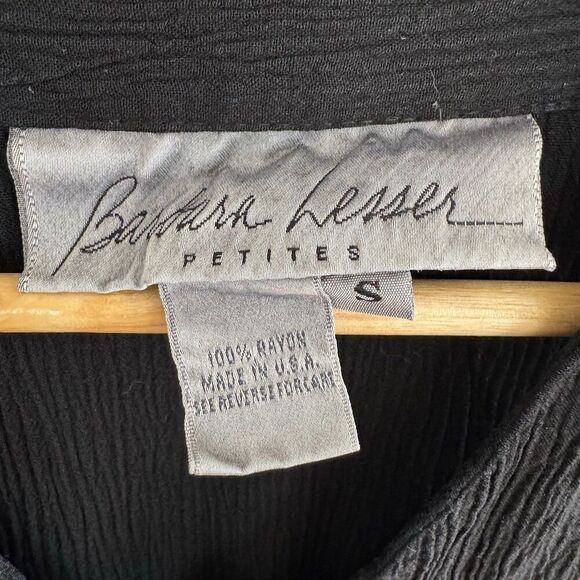 Barbara Lesser
PETITES
S
100% RAYON
MADE IN U.S.A.
SEE REVERSE FOR CARE